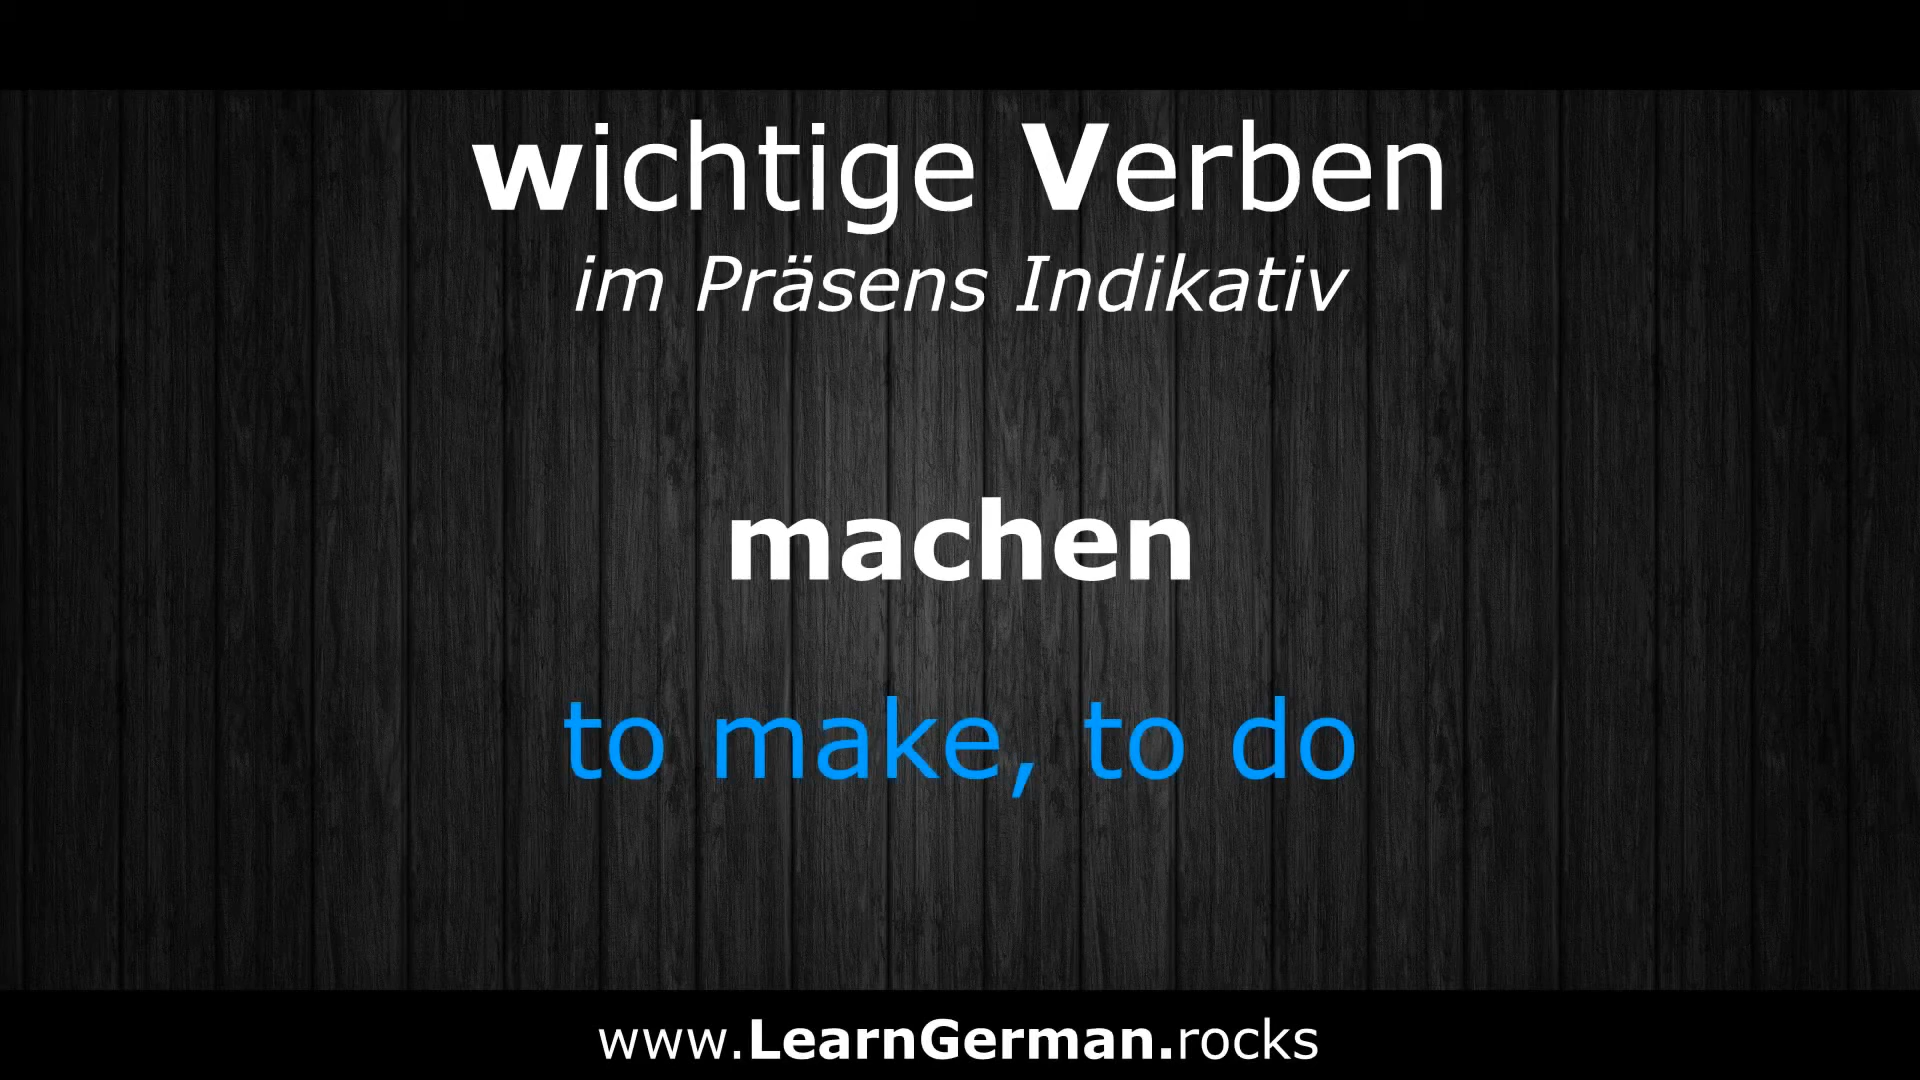 wichtige Verben
im Präsens Indikativ
machen
to make, to do
www.LearnGerman.rocks